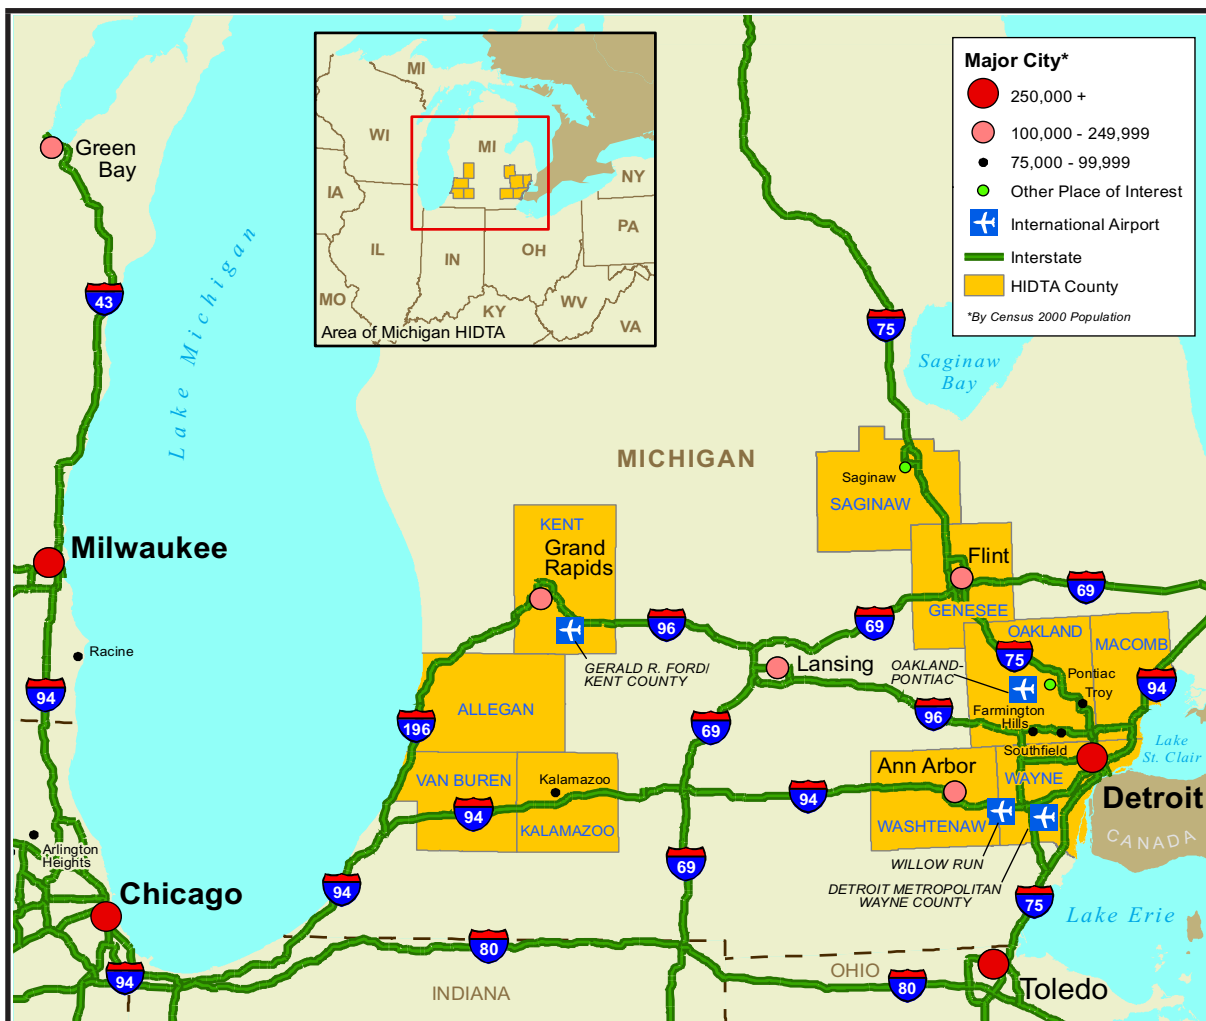 Major City*
250,000 +
100,000 - 249,999
75,000 - 99,999
Other Place of Interest
International Airport
Interstate
HIDTA County
*By Census 2000 Population
MI
WI
MI
IA
NY
PA
IL
IN
OH
MO
WV
KY
VA
Area of Michigan HIDTA
Green
Bay
43
Lake Michigan
75
Saginaw
Bay
MICHIGAN
Saginaw
SAGINAW
KENT
Grand
Rapids
Milwaukee
Flint
69
GENESEE
96
69
OAKLAND
MACOMB
75
Racine
GERALD R. FORD/
KENT COUNTY
Lansing
OAKLAND-
PONTIAC
Pontiac
Troy
94
94
ALLEGAN
196
69
96
Farmington
Hills
Southfield
Lake
St. Clair
VAN BUREN
Kalamazoo
Ann Arbor
WAYNE
94
94
Detroit
KALAMAZOO
WASHTENAW
CANADA
Arlington
Heights
69
WILLOW RUN
DETROIT METROPOLITAN
WAYNE COUNTY
94
Chicago
75
Lake Erie
80
94
OHIO
80
INDIANA
Toledo